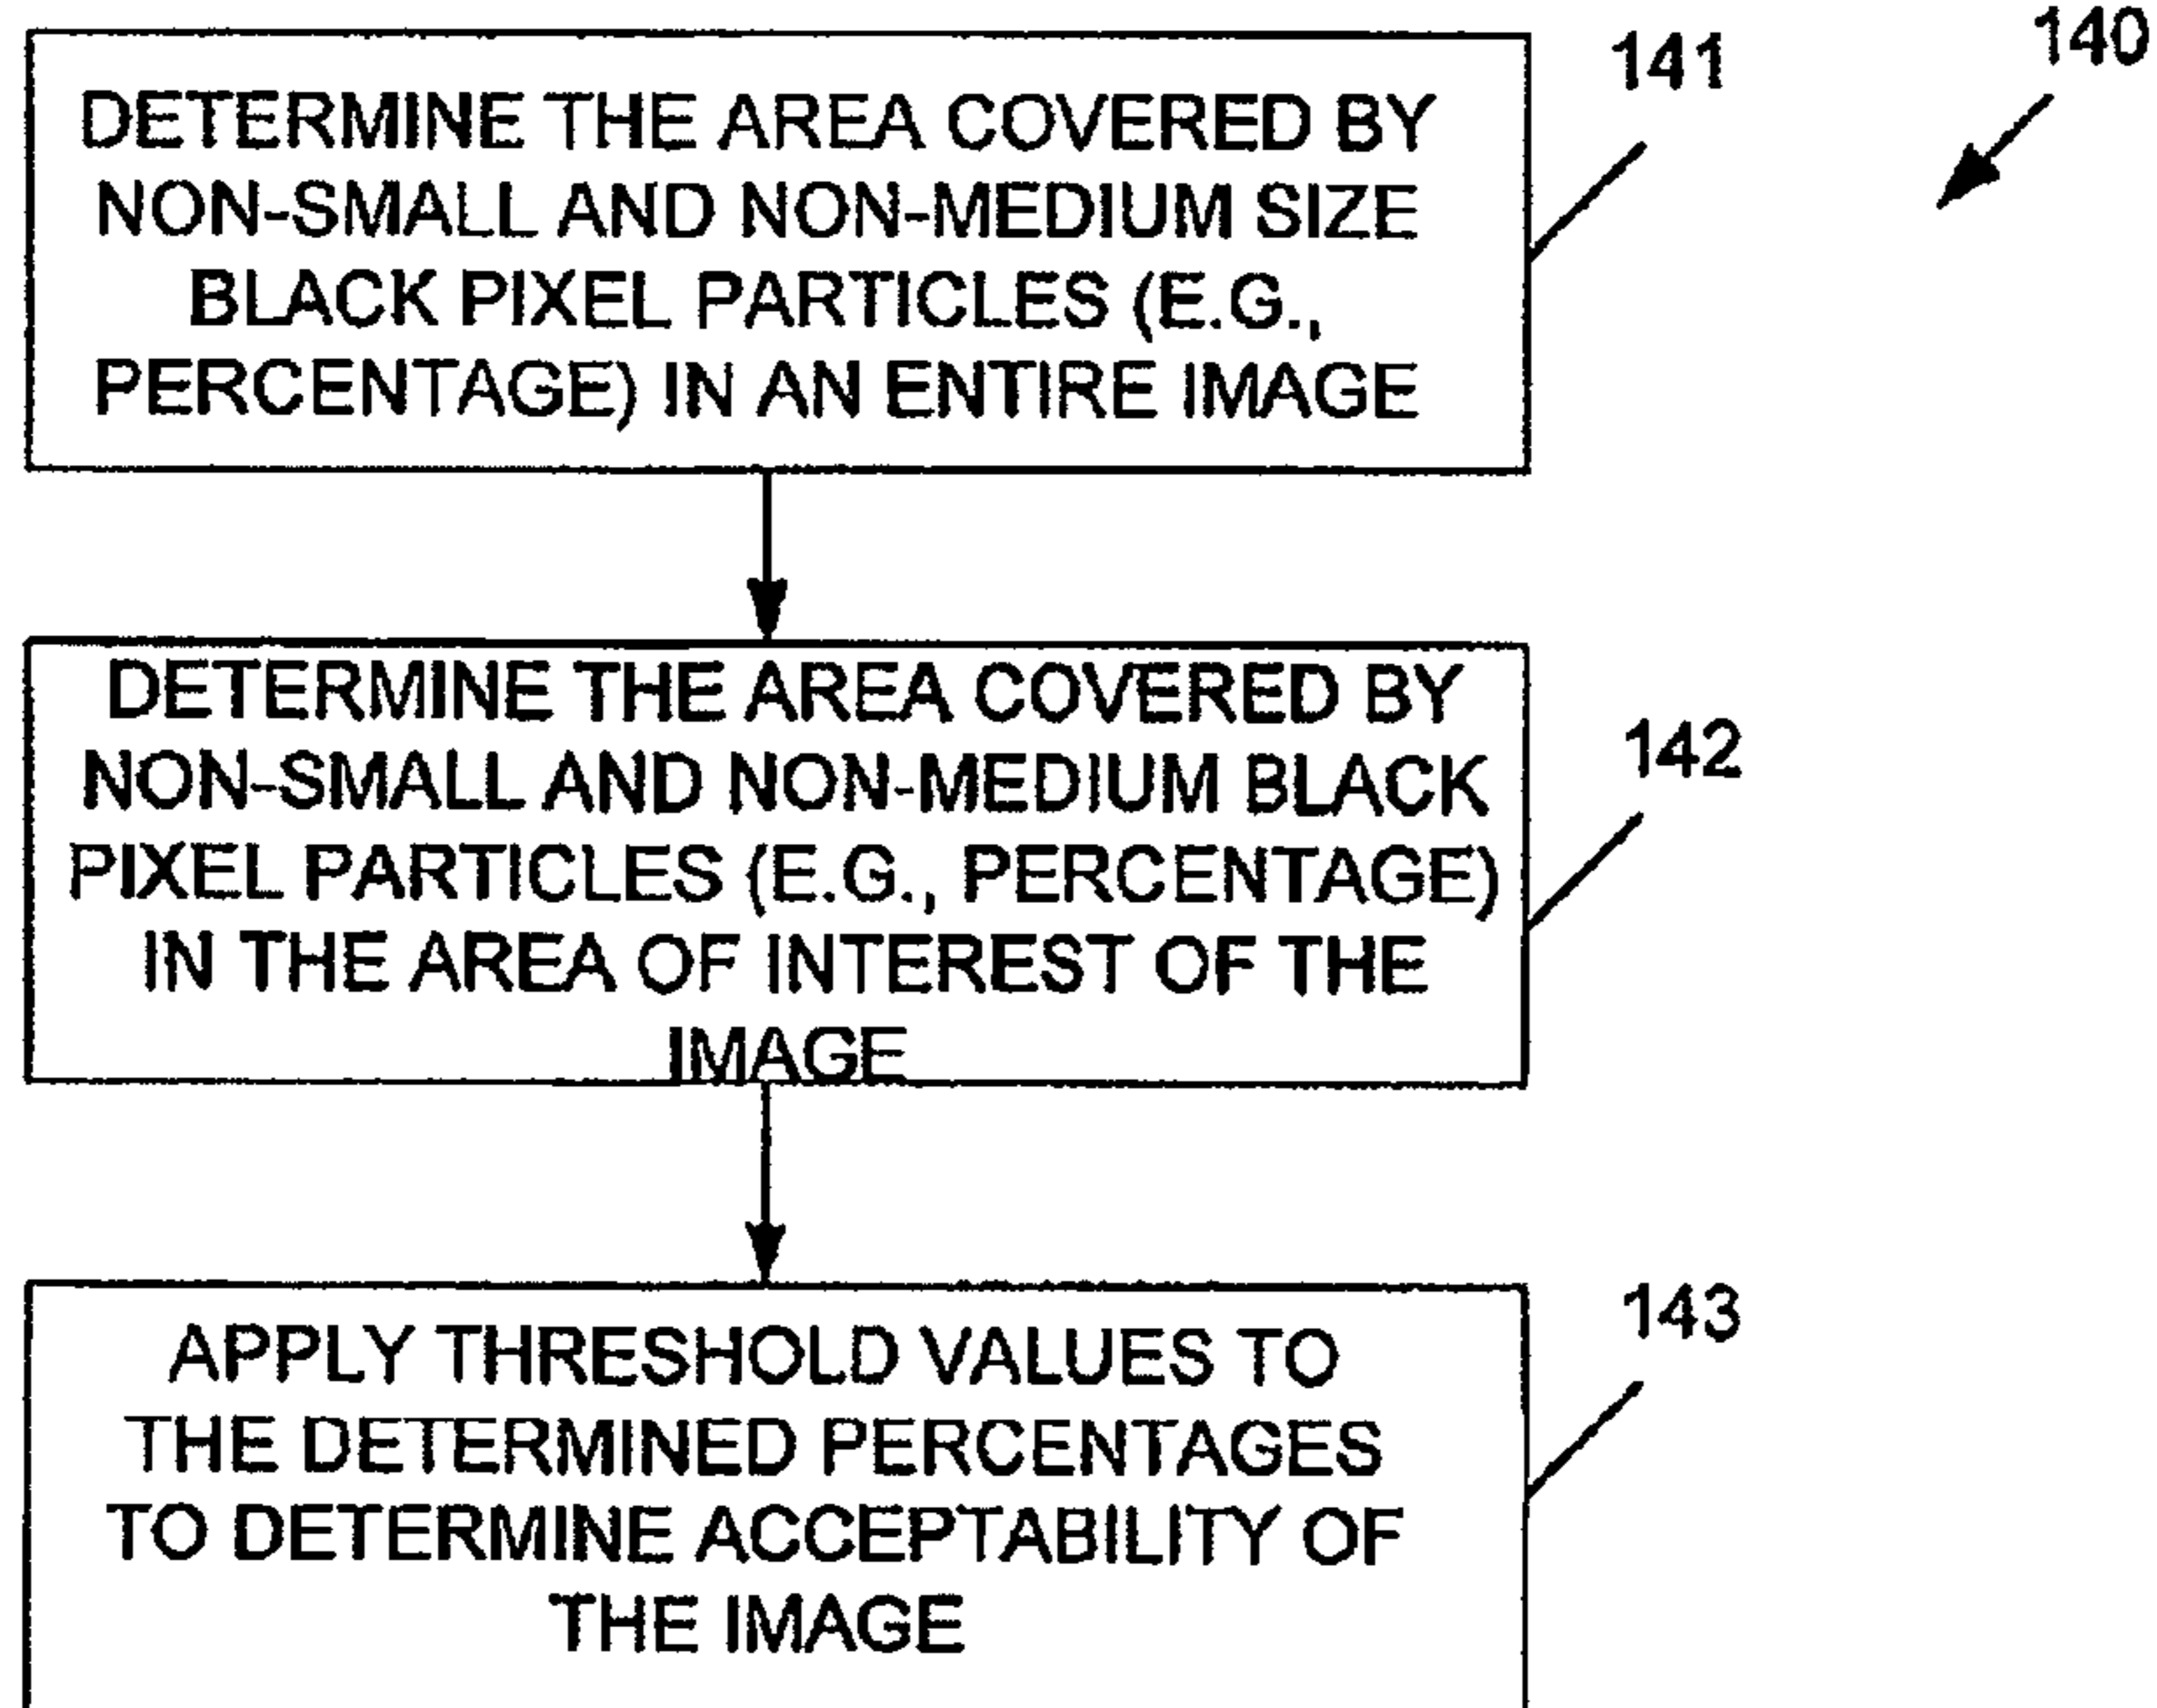 140
141
DETERMINE THE AREA COVERED BY
NON-SMALL AND NON-MEDIUM SIZE
BLACK PIXEL PARTICLES (E.G.,
PERCENTAGE) IN AN ENTIRE IMAGE
142
DETERMINE THE AREA COVERED BY
NON-SMALL AND NON-MEDIUM BLACK
PIXEL PARTICLES (E.G., PERCENTAGE)
IN THE AREA OF INTEREST OF THE
IMAGE
143
APPLY THRESHOLD VALUES TO
THE DETERMINED PERCENTAGES
TO DETERMINE ACCEPTABILITY OF
THE IMAGE